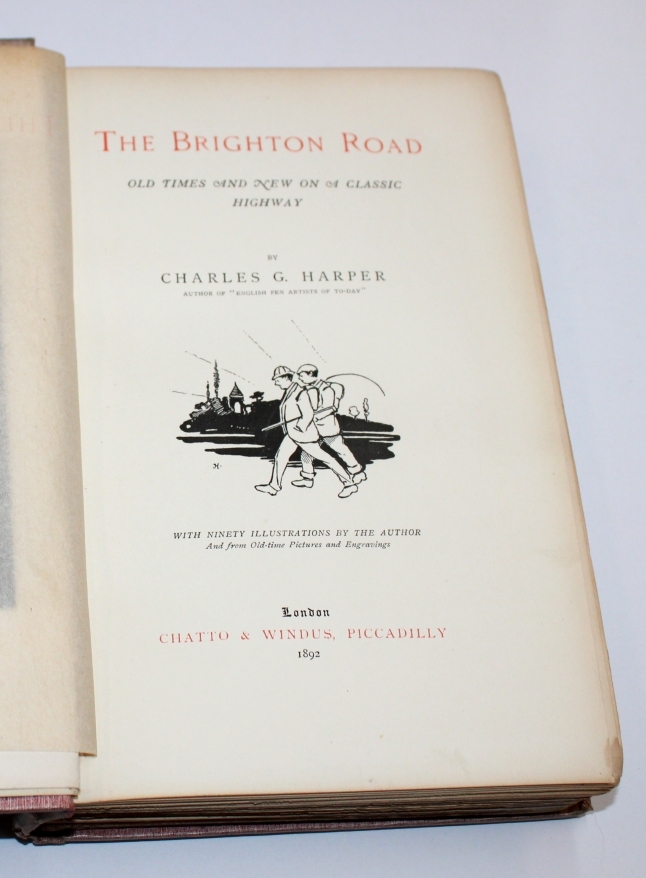 THE BRIGHTON ROAD
OLD TIMES AND NEW ON A CLASSIC
HIGHWAY
BY
CHARLES G. HARPER
AUTHOR OF "ENGLISH PEN ARTISTS OF TO-DAY"
H.
WITH NINETY ILLUSTRATIONS BY THE AUTHOR
And from Old-time Pictures and Engravings
London
CHATTO & WINDUS, PICCADILLY
1892